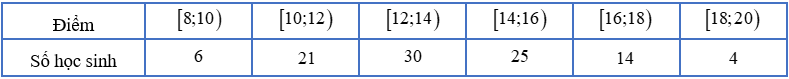 Điểm [8;10) [10;12) [12;14) [14;16) [16;18) [18;20)
Số học sinh 6 21 30 25 14 4